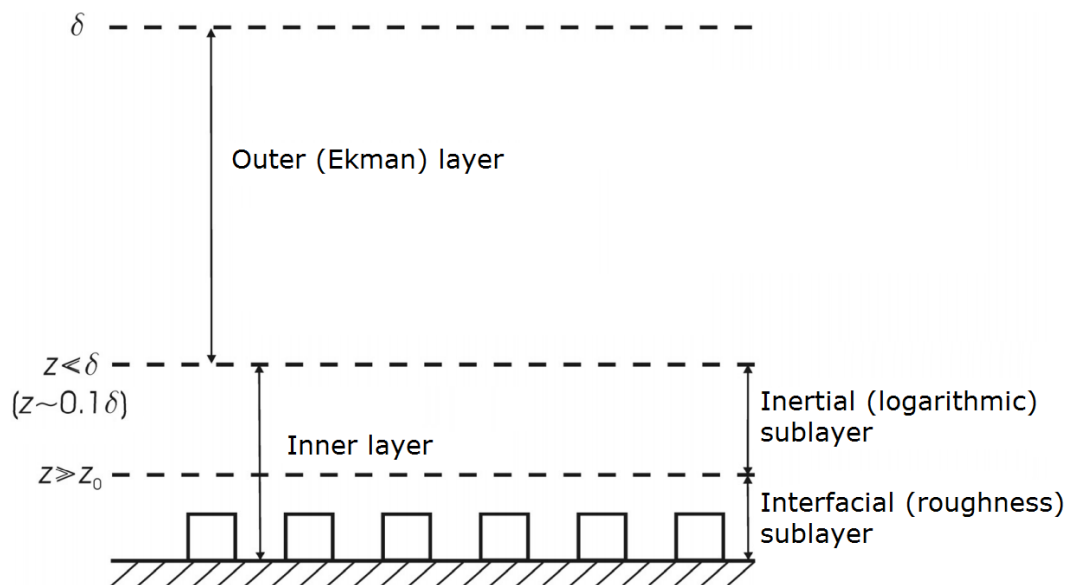 δ
Outer (Ekman) layer
z≪δ
(z~0.1δ)
Inertial (logarithmic)
sublayer
Inner layer
z≫z₀
Interfacial (roughness)
sublayer